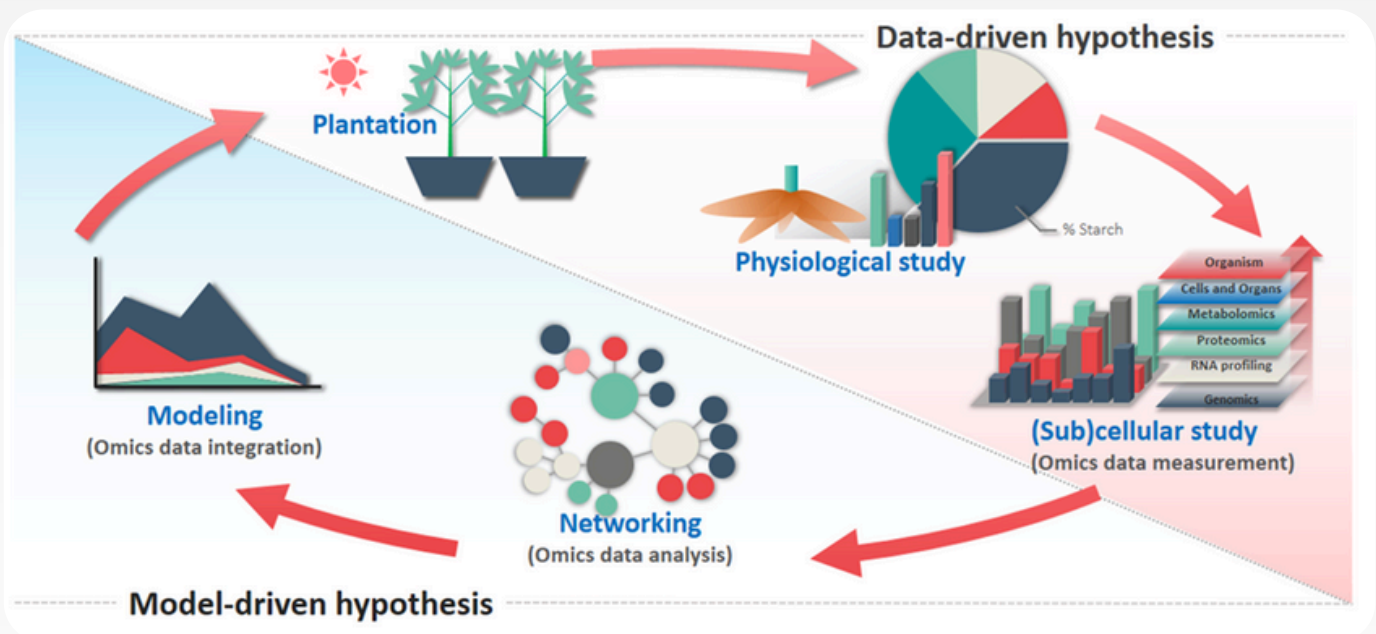 Data-driven hypothesis
Plantation
% Starch
Physiological study
Organism
Cells and Organs
Metabolomics
Proteomics
RNA profiling
Genomics
(Sub)cellular study
(Omics data measurement)
Modeling
(Omics data integration)
Networking
(Omics data analysis)
Model-driven hypothesis